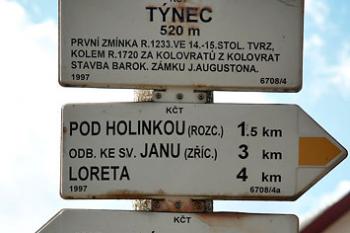 KČT
TÝNEC
520 m
PRVNÍ ZMÍNKA R.1233.VE 14.-15.STOL. TVRZ,
KOLEM R.1720 ZA KOLOVRATŮ Z KOLOVRAT
STAVBA BAROK. ZÁMKU J.AUGUSTONA.
1997 6708/4
KČT
POD HOLINKOU (ROZC.) 1.5 km
ODB. KE SV. JANU (ZŘÍC.) 3 km
LORETA 4 km
1997 6708/4a
KČT